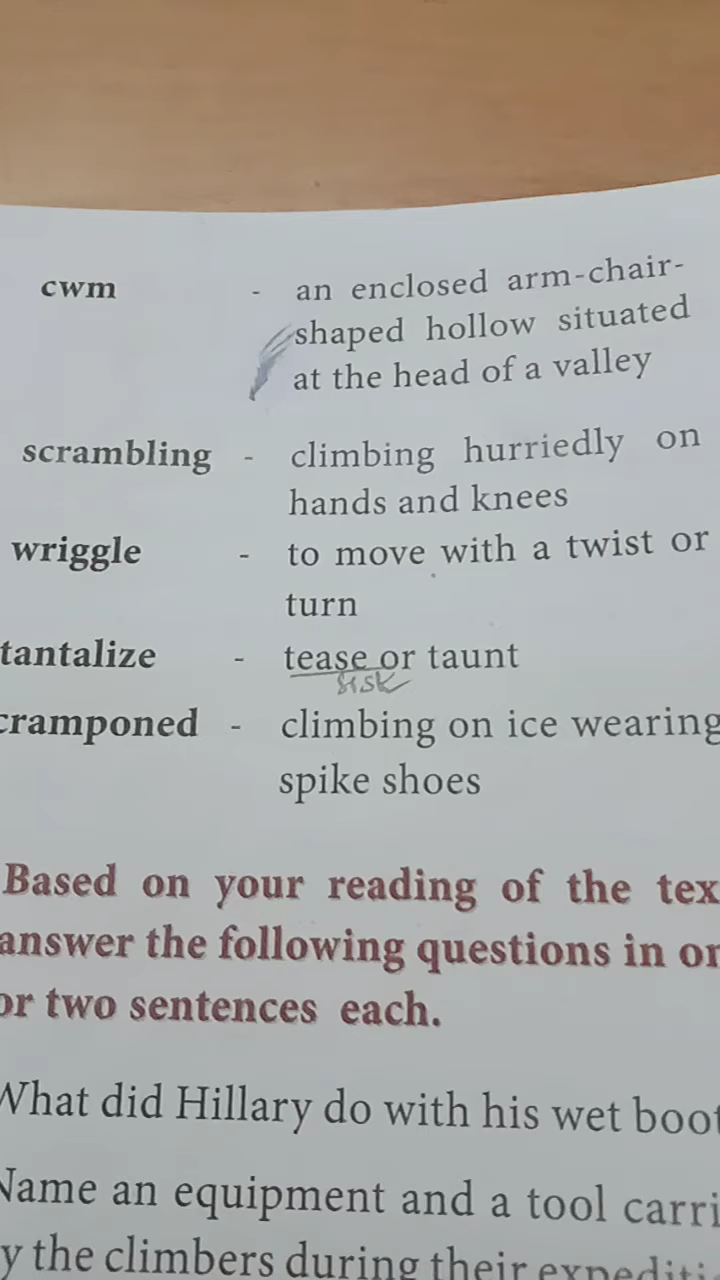 cwm - an enclosed arm-chair-
shaped hollow situated
at the head of a valley
scrambling - climbing hurriedly on
hands and knees
wriggle - to move with a twist or
turn
tantalize - tease or taunt
cramponed - climbing on ice wearing
spike shoes
Based on your reading of the tex
answer the following questions in on
or two sentences each.
What did Hillary do with his wet boot
Name an equipment and a tool carri
y the climbers during their expediti